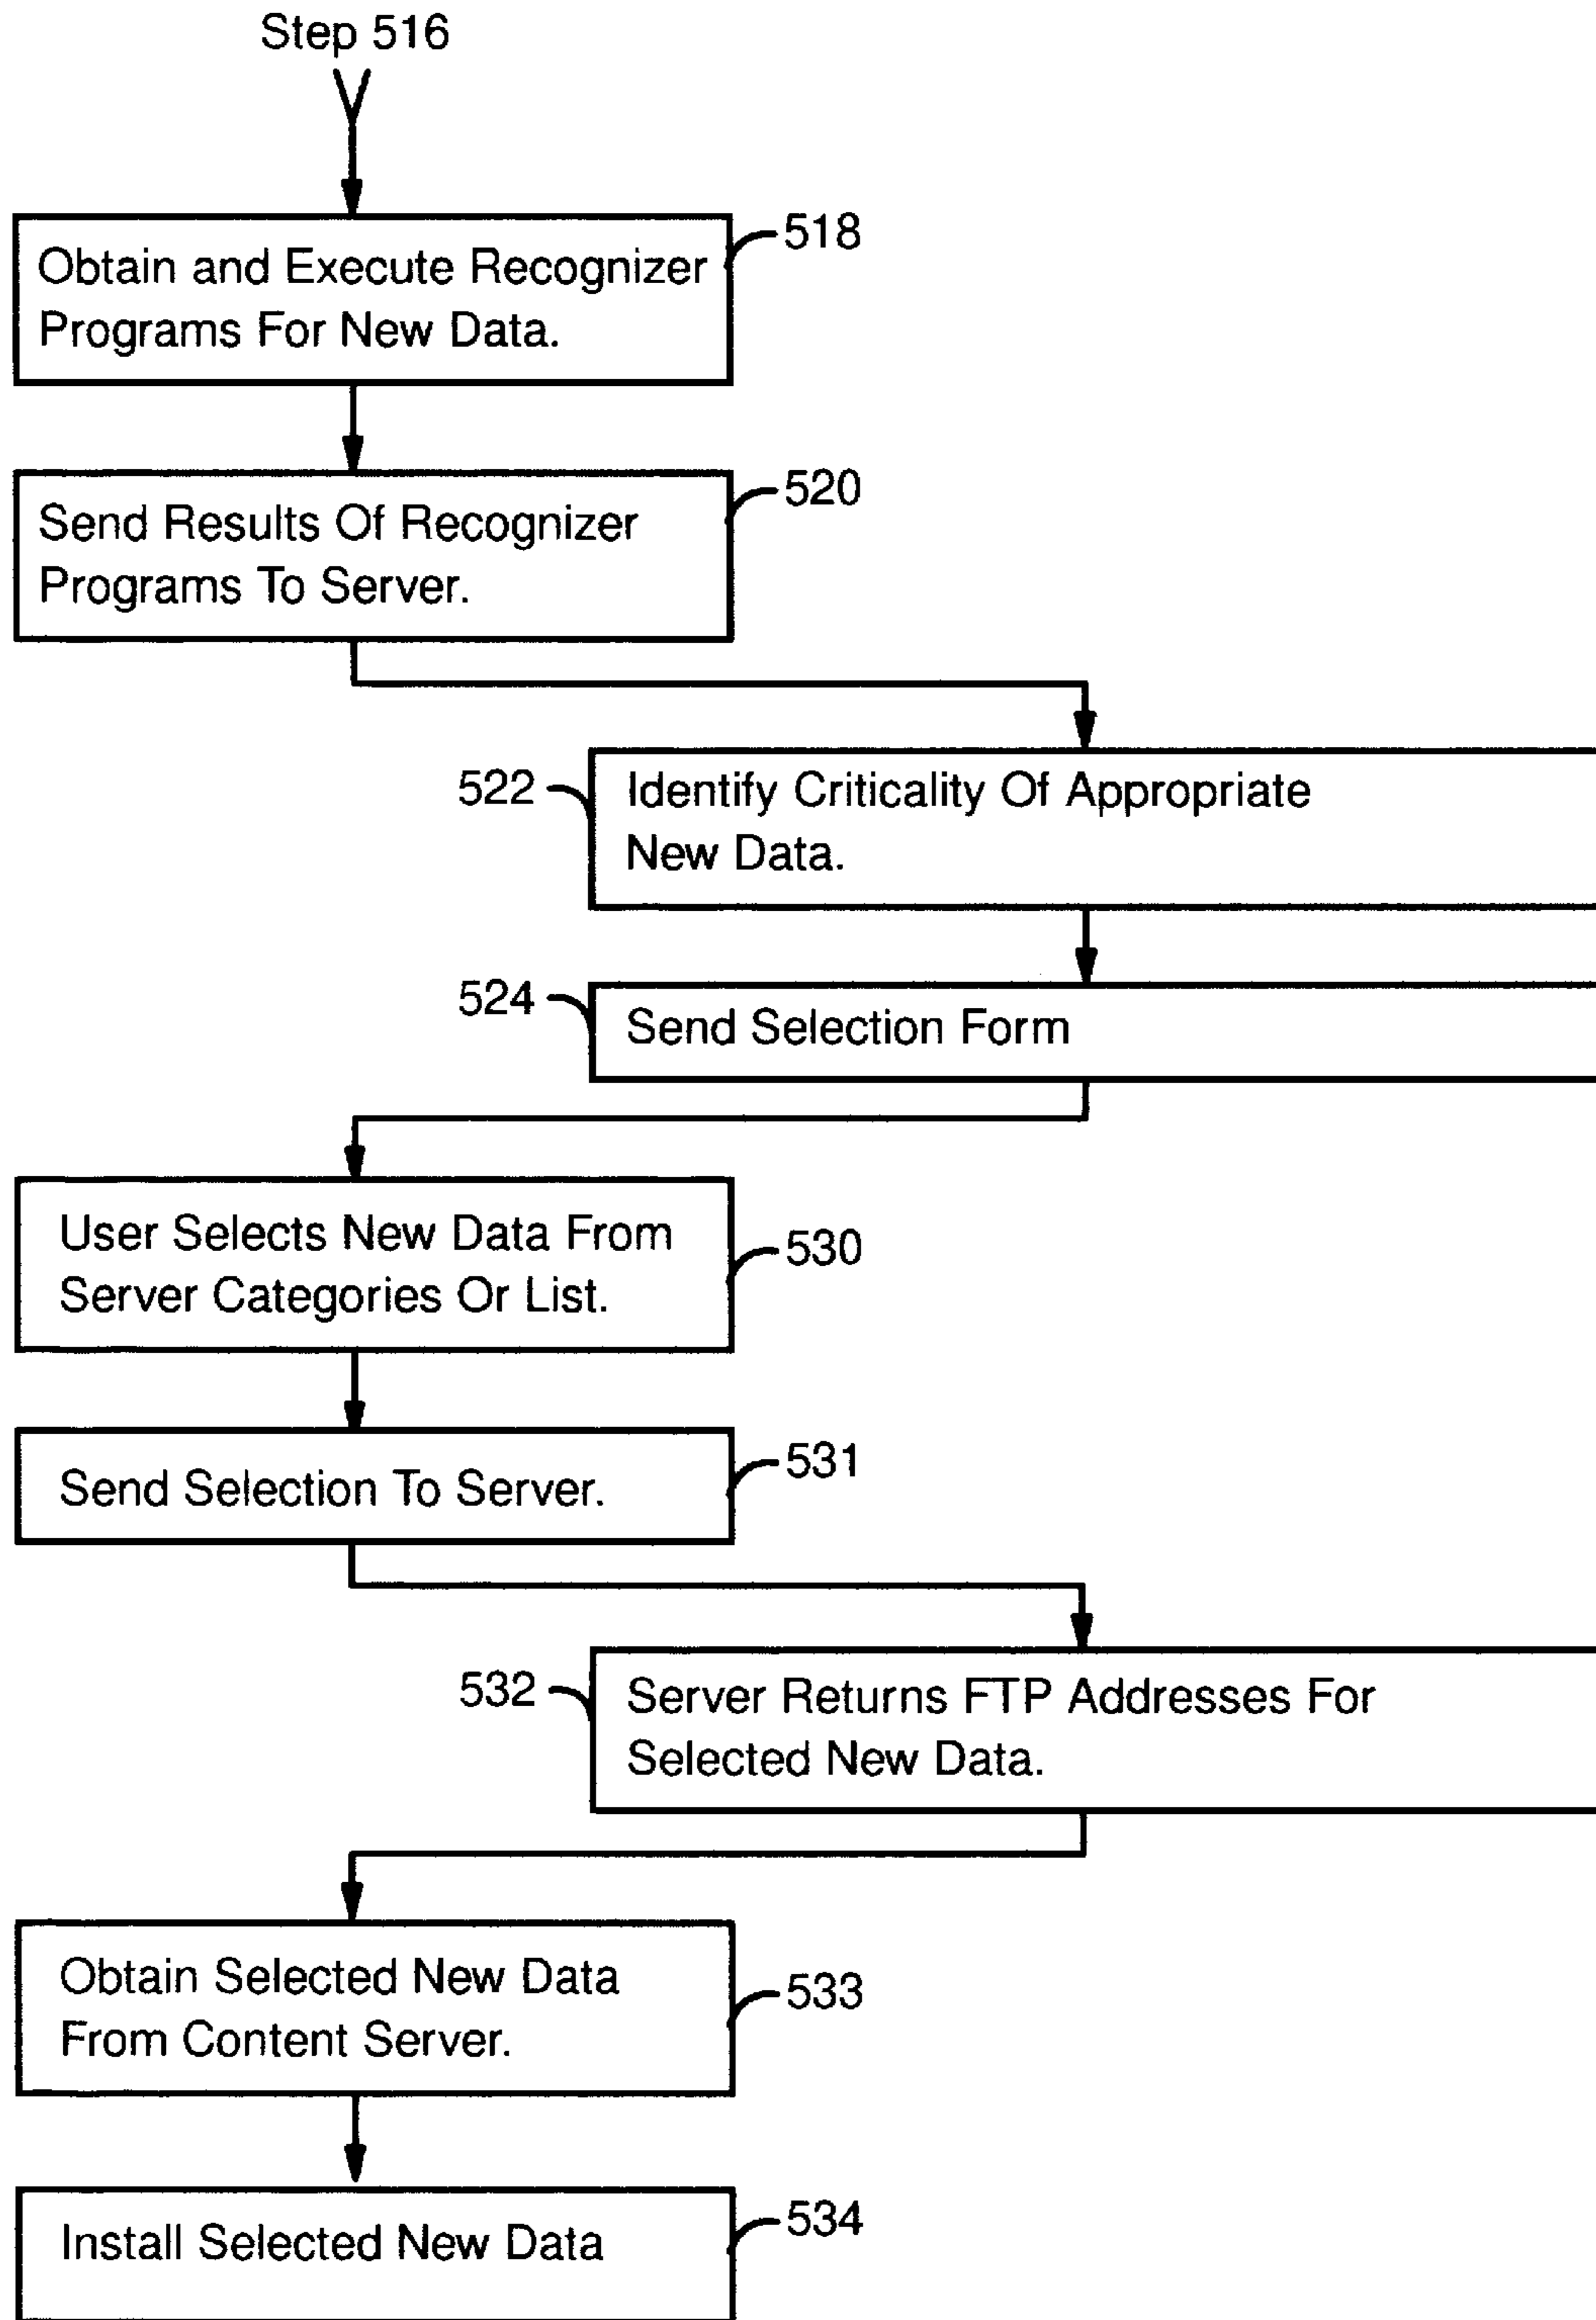 Step 516
518
Obtain and Execute Recognizer
Programs For New Data.
520
Send Results Of Recognizer
Programs To Server.
522
Identify Criticality Of Appropriate
New Data.
524
Send Selection Form
User Selects New Data From
530
Server Categories Or List.
531
Send Selection To Server.
532
Server Returns FTP Addresses For
Selected New Data.
Obtain Selected New Data
533
From Content Server.
534
Install Selected New Data